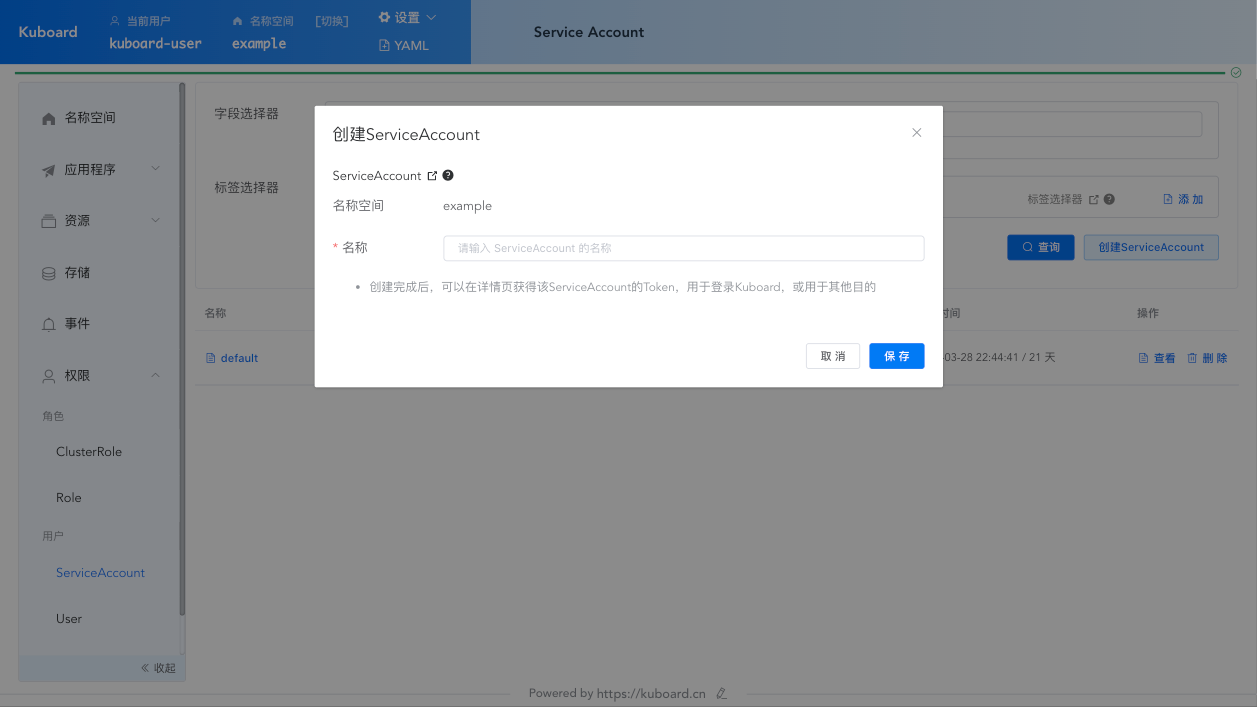 Kuboard
当前用户
kuboard-user
名称空间 [切换]
example
设置
YAML
Service Account
名称空间
应用程序
资源
存储
事件
权限
角色
ClusterRole
Role
用户
ServiceAccount
User
收起
字段选择器
标签选择器
标签选择器
添 加
查询
创建ServiceAccount
名称
时间
操作
default
03-28 22:44:41 / 21 天
查看
删 除
创建ServiceAccount
ServiceAccount
名称空间 example
* 名称 请输入 ServiceAccount 的名称
• 创建完成后，可以在详情页获得该ServiceAccount的Token，用于登录Kuboard，或用于其他目的
取 消
保 存
Powered by https://kuboard.cn